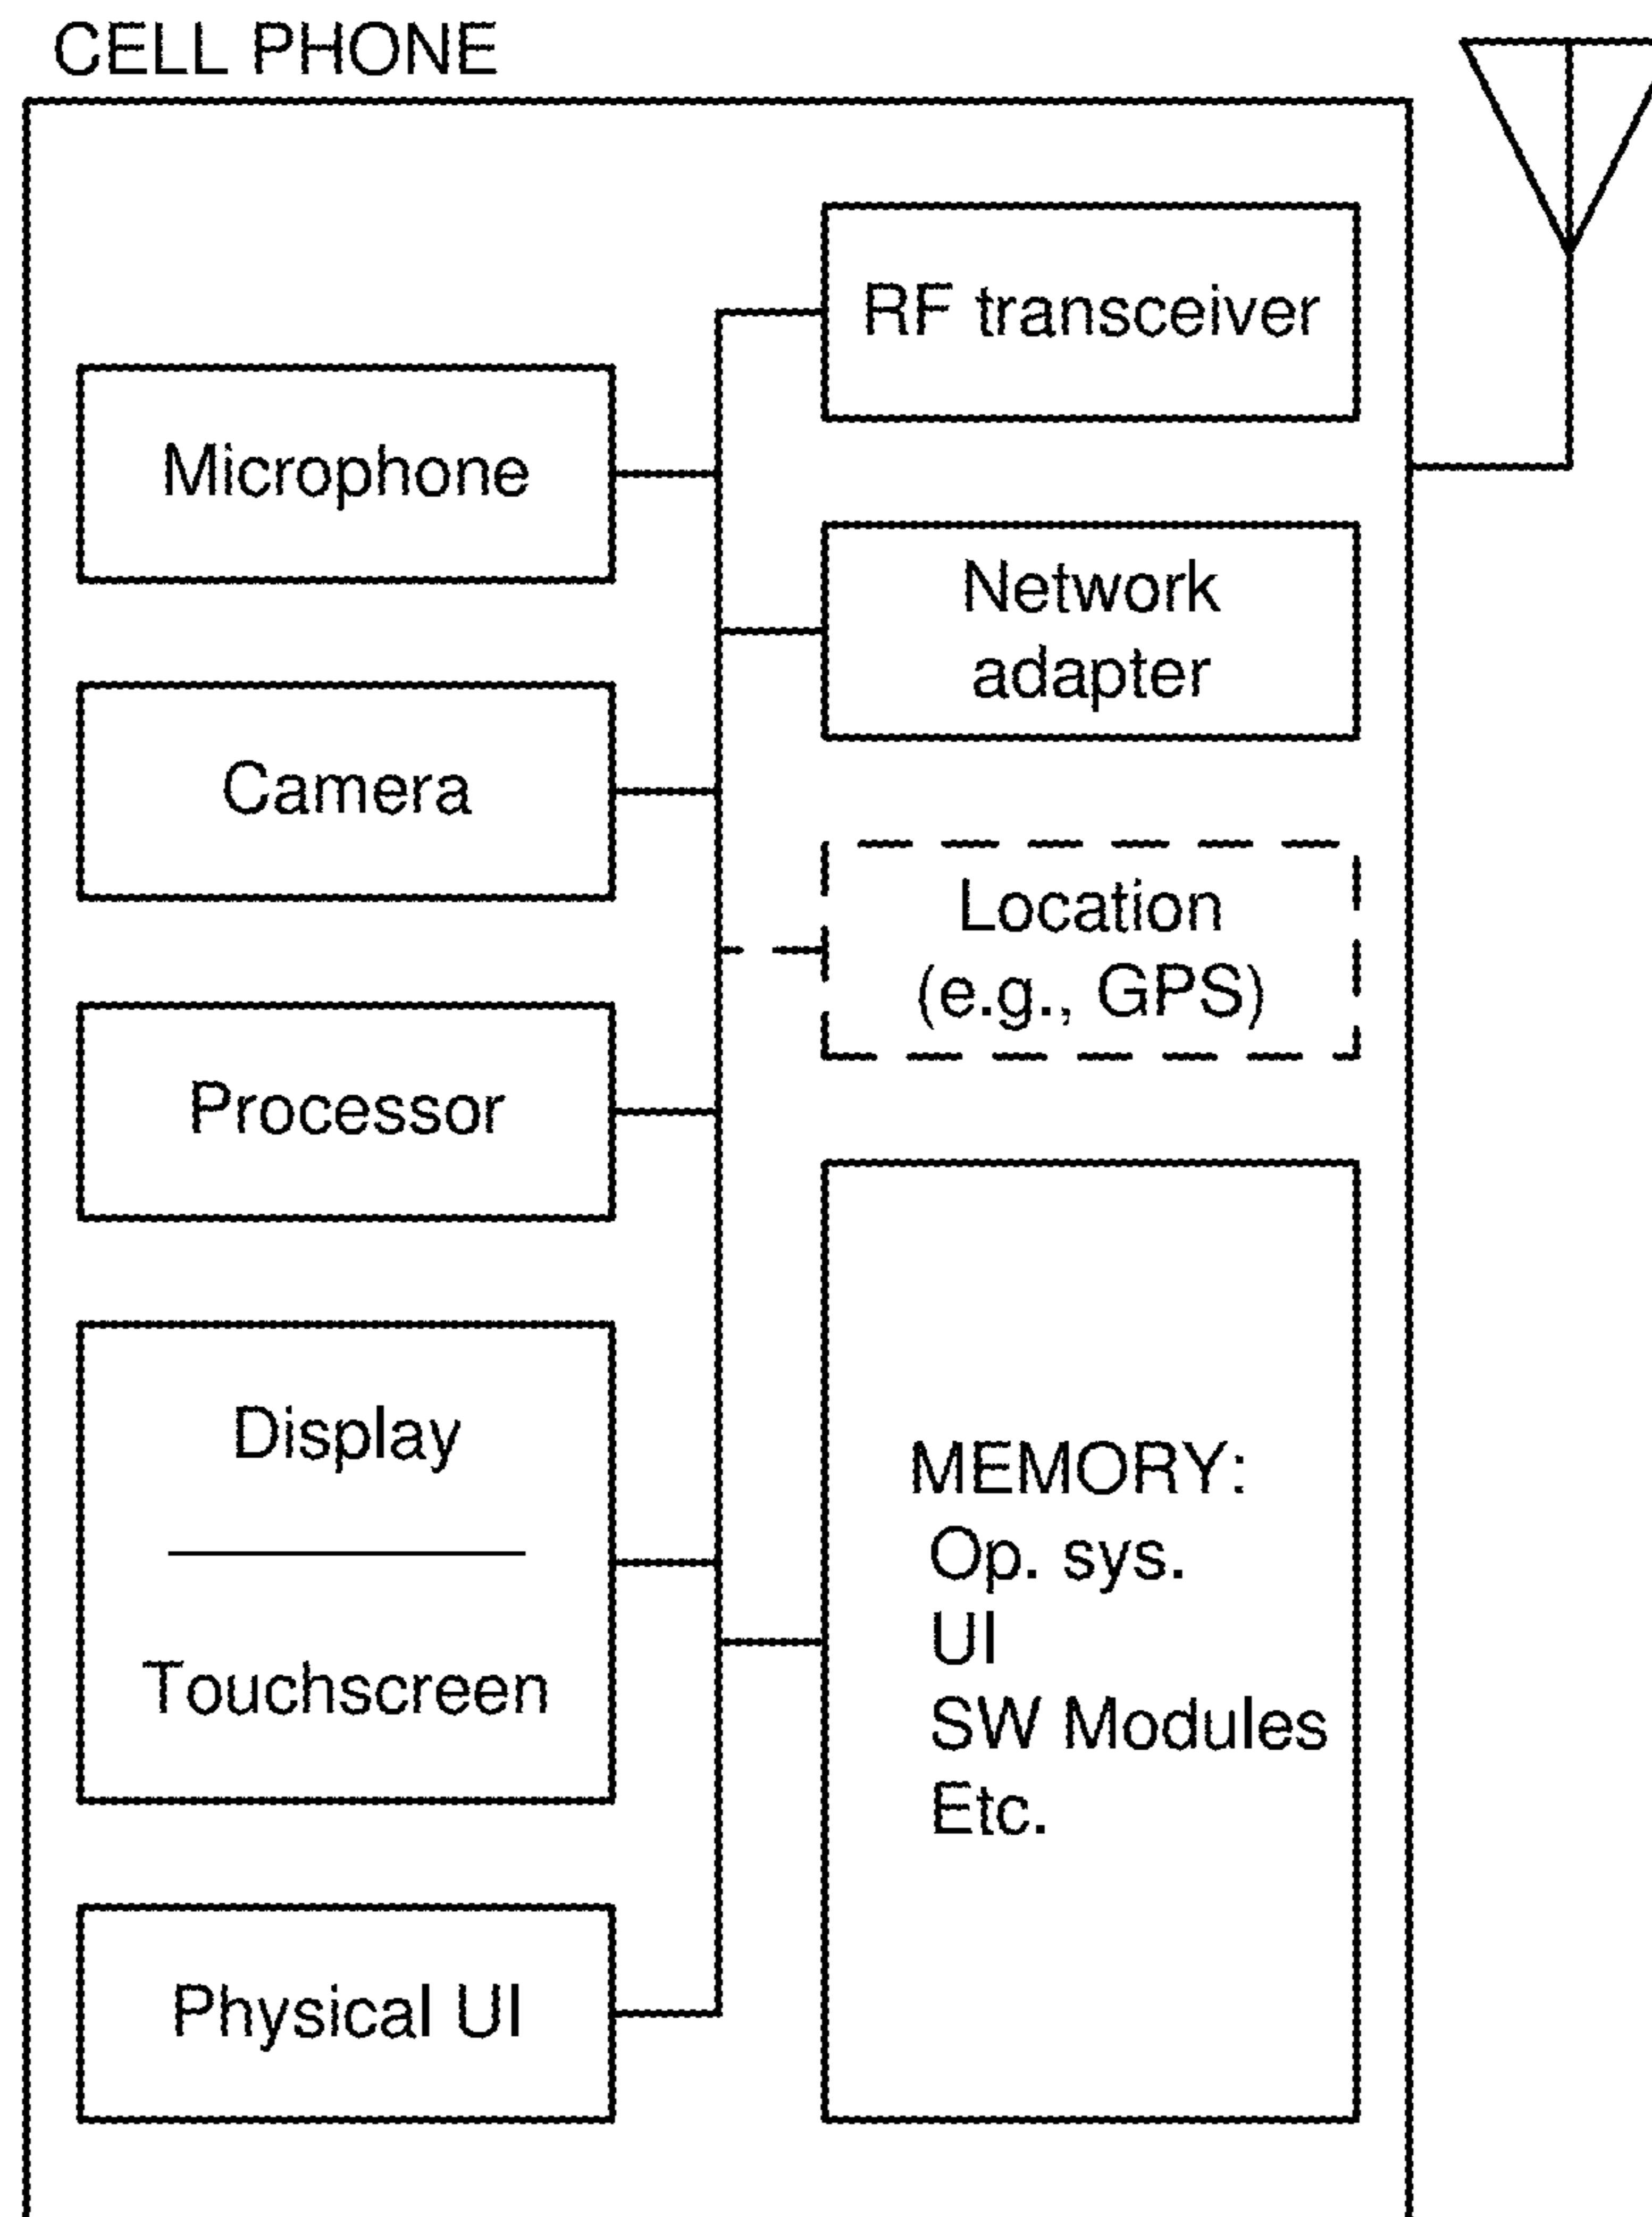 CELL PHONE
RF transceiver
Microphone
Network
adapter
Camera
Location
(e.g., GPS)
Processor
Display
Touchscreen
MEMORY:
Op. sys.
UI
SW Modules
Etc.
Physical UI